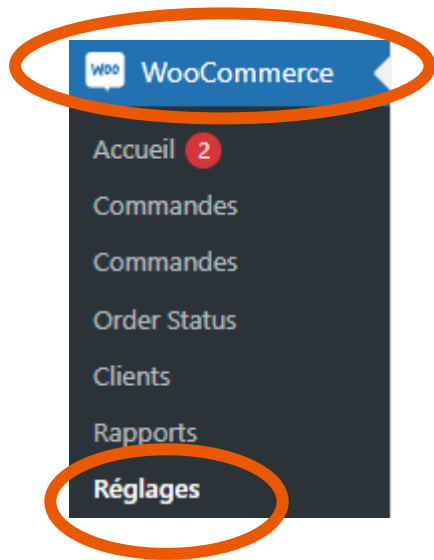 Woo WooCommerce
Accueil 2
Commandes
Commandes
Order Status
Clients
Rapports
Réglages